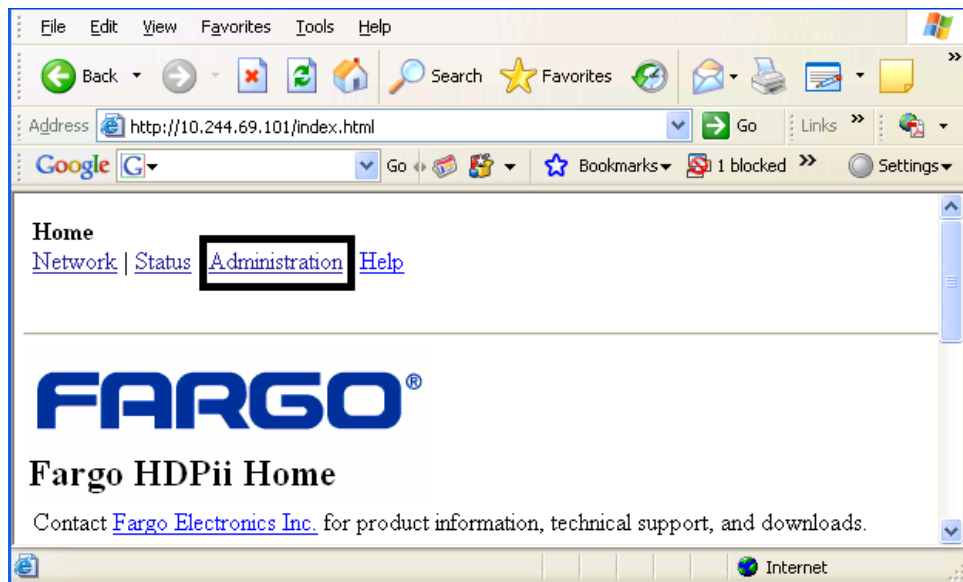 File Edit View Favorites Tools Help
Back Search Favorites »
Address http://10.244.69.101/index.html Go Links »
Google G Go Bookmarks 1 blocked » Settings
Home
Network | Status Administration Help
FARGO®
Fargo HDPii Home
Contact Fargo Electronics Inc. for product information, technical support, and downloads.
Internet